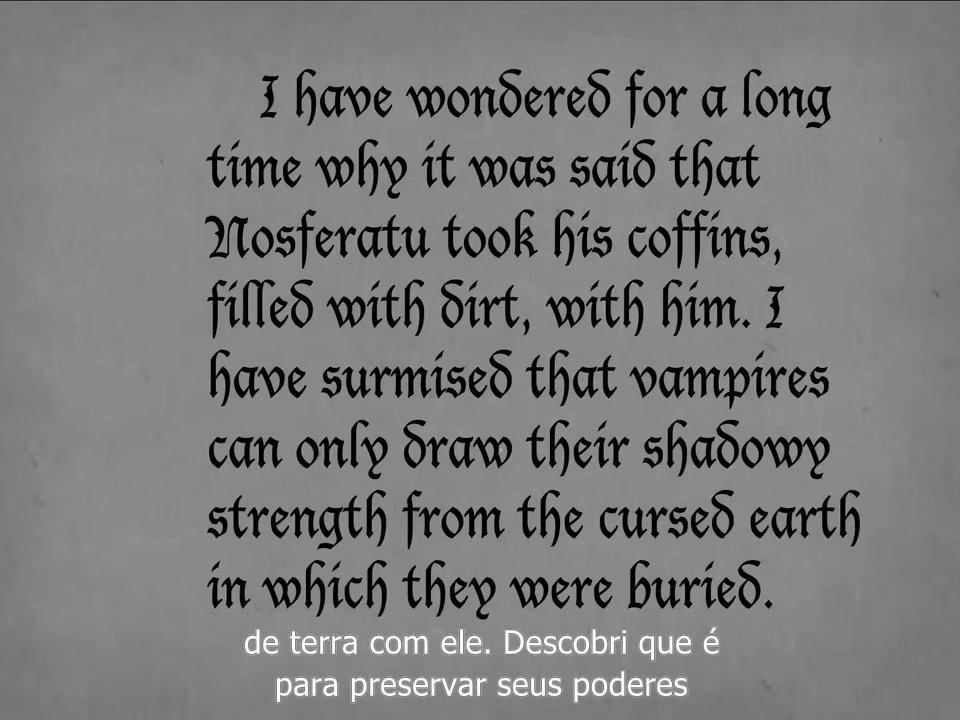 I have wondered for a long
time why it was said that
Nosferatu took his coffins,
filled with dirt, with him. I
have surmised that vampires
can only draw their shadowy
strength from the cursed earth
in which they were buried.
de terra com ele. Descobri que é
para preservar seus poderes